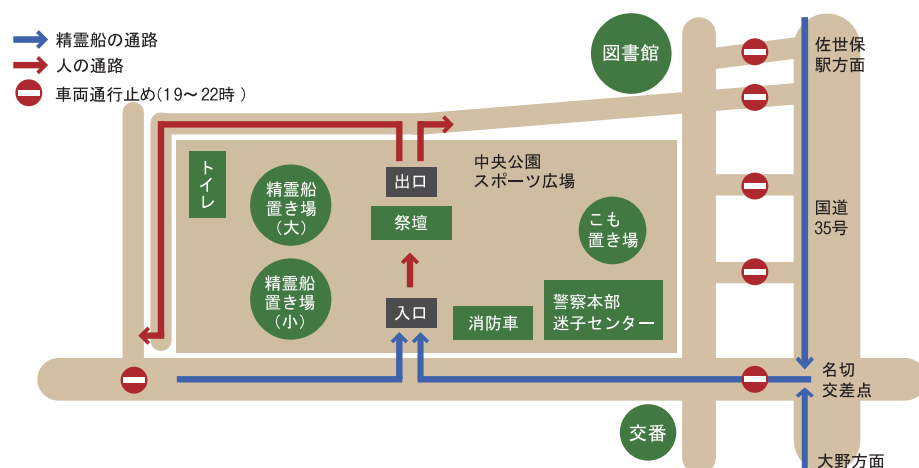 精霊船の通路
人の通路
車両通行止め(19〜22時 )
図書館
佐世保
駅方面
トイレ
精霊船
置き場
（大）
出口
祭壇
中央公園
スポーツ広場
こも
置き場
国道
35号
精霊船
置き場
（小）
入口
消防車
警察本部
迷子センター
名切
交差点
交番
大野方面